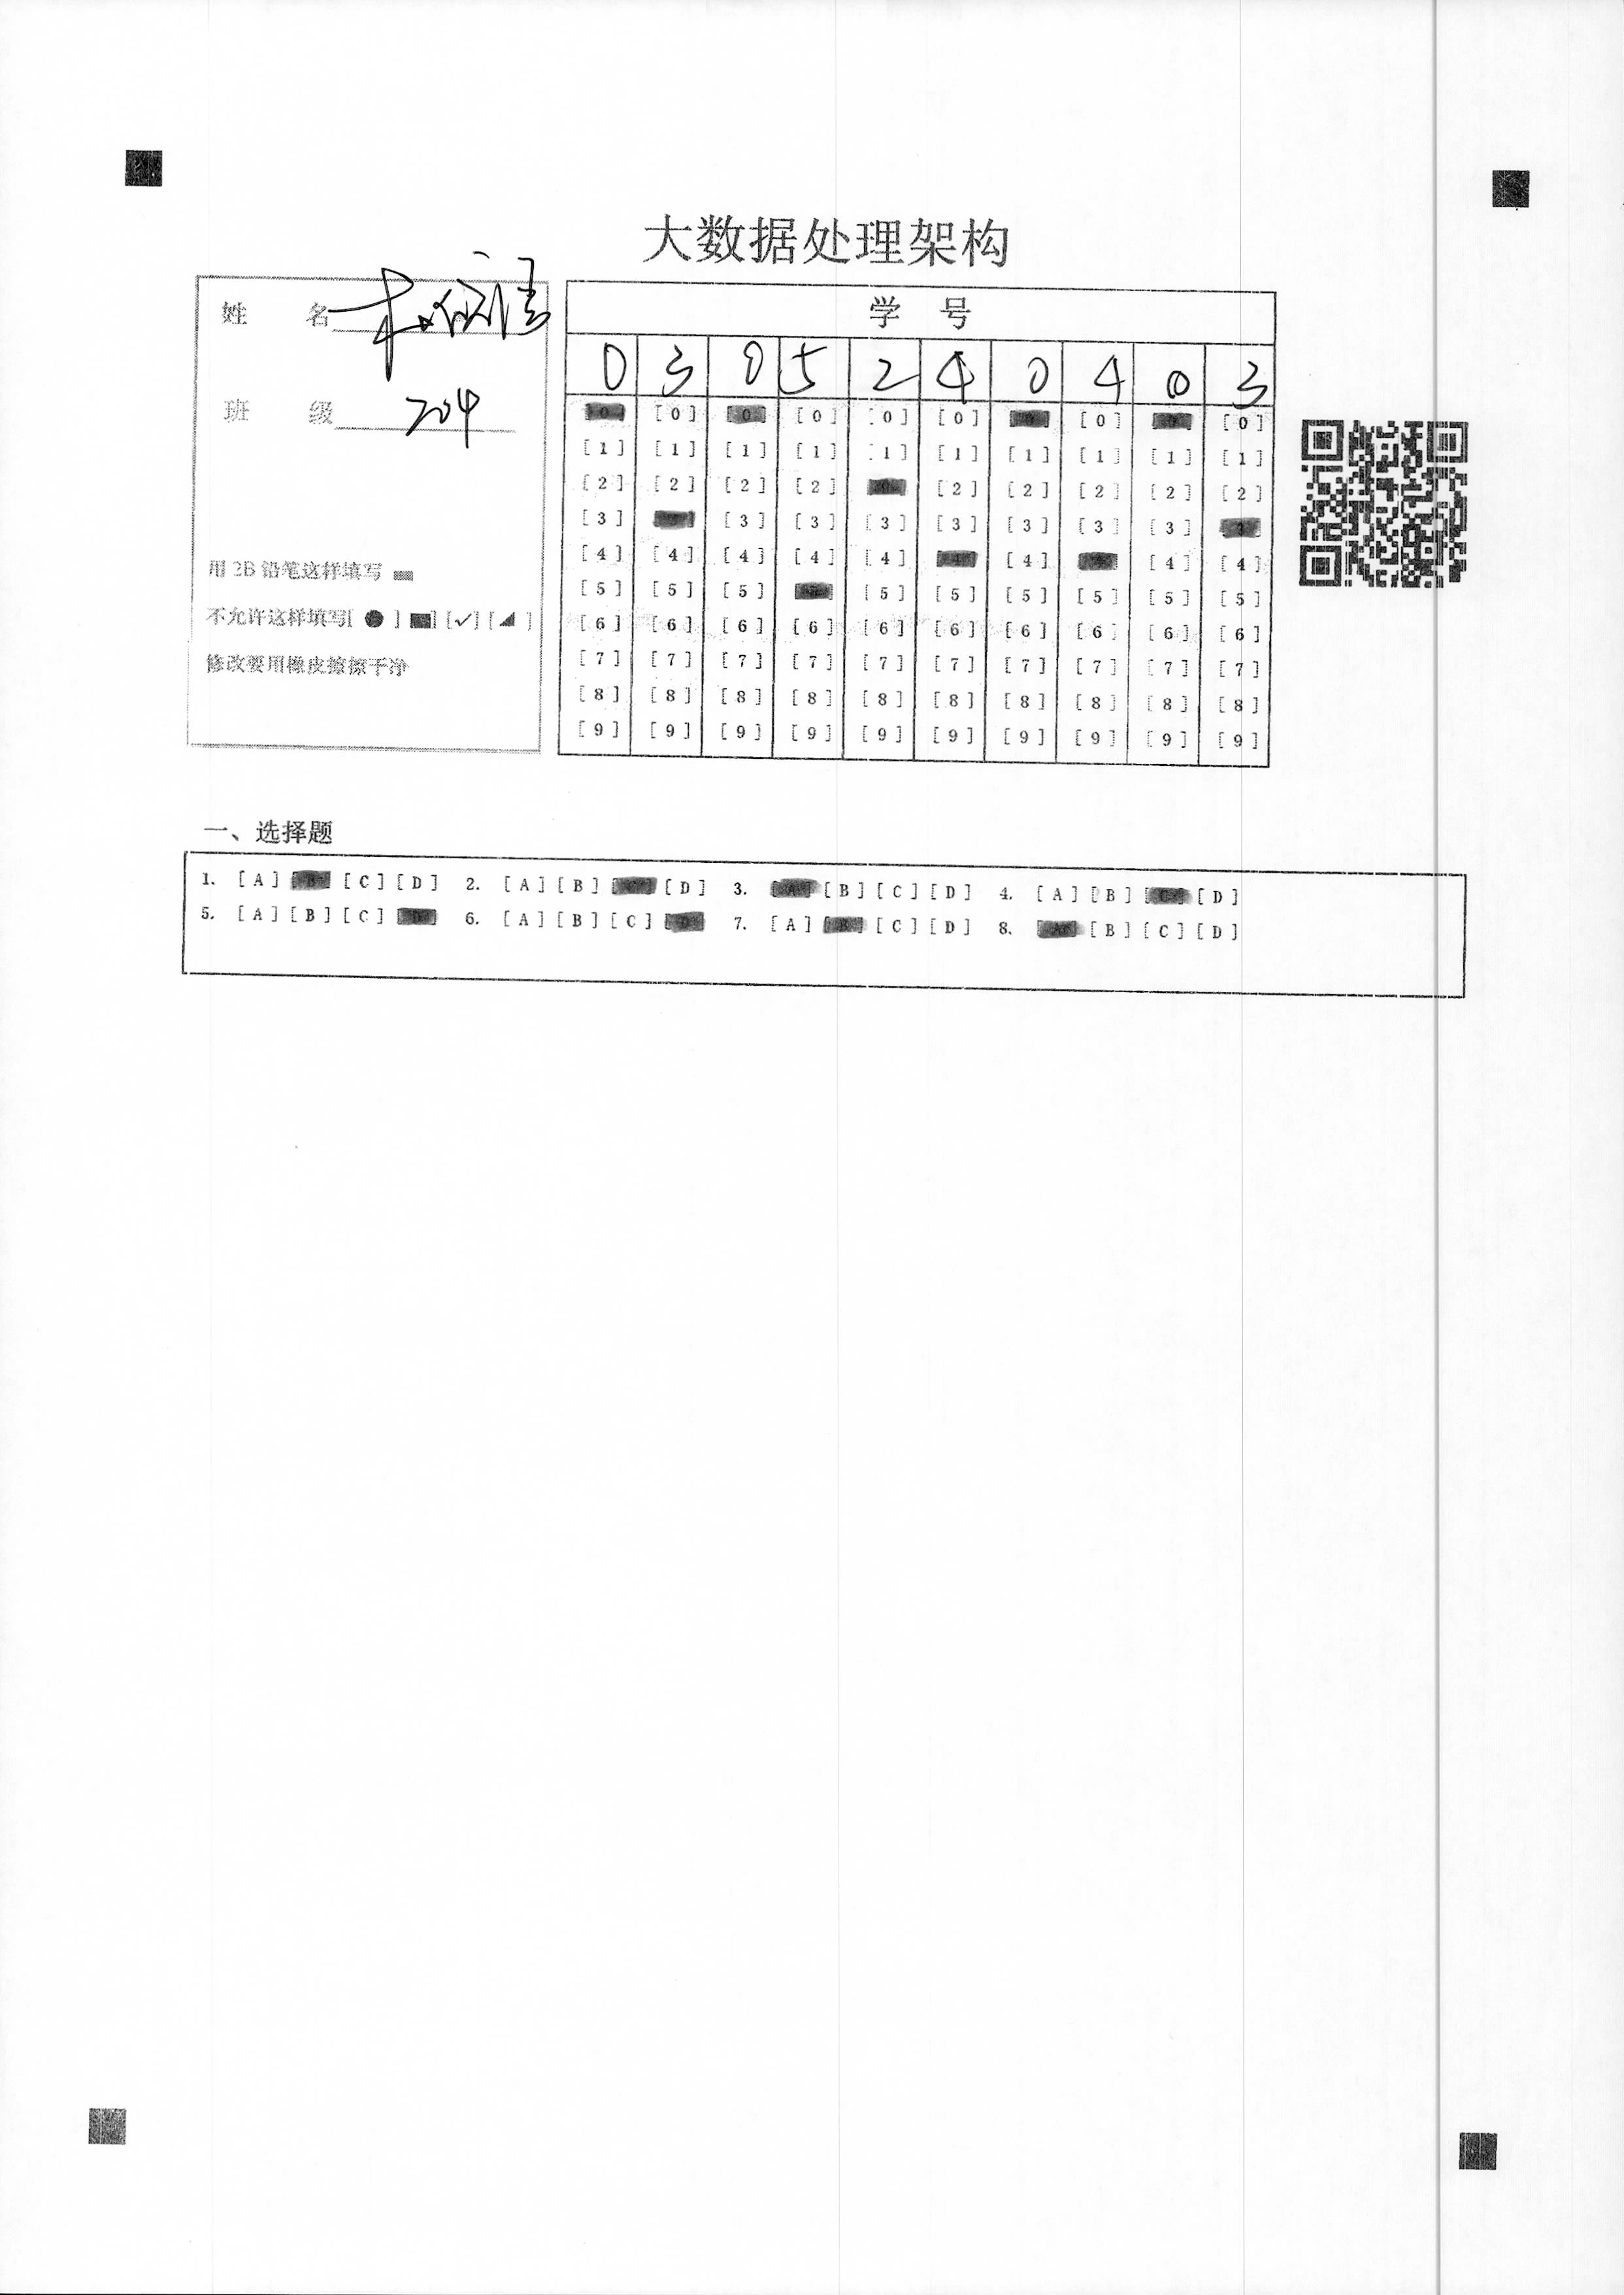 大数据处理架构
姓 名
班 级 204
用 2B 铅笔这样填写
不允许这样填写[ ● ] ■] [✓] [◢ ]
修改要用橡皮擦擦干净
学 号
0 3 0 5 2 4 0 4 0 3
[0] [0] [0] [0] [0] [0] [0] [0] [0] [0]
[1] [1] [1] [1] [1] [1] [1] [1] [1] [1]
[2] [2] [2] [2] [2] [2] [2] [2] [2]
[3] [3] [3] [3] [3] [3] [3] [3] [3]
[4] [4] [4] [4] [4] [4] [4] [4]
[5] [5] [5] [5] [5] [5] [5] [5] [5]
[6] [6] [6] [6] [6] [6] [6] [6] [6] [6]
[7] [7] [7] [7] [7] [7] [7] [7] [7] [7]
[8] [8] [8] [8] [8] [8] [8] [8] [8] [8]
[9] [9] [9] [9] [9] [9] [9] [9] [9] [9]
一、选择题
1. [A] [B] [C] [D] 2. [A] [B] [C] [D] 3. [A] [B] [C] [D] 4. [A] [B] [C] [D]
5. [A] [B] [C] [D] 6. [A] [B] [C] [D] 7. [A] [B] [C] [D] 8. [A] [B] [C] [D]